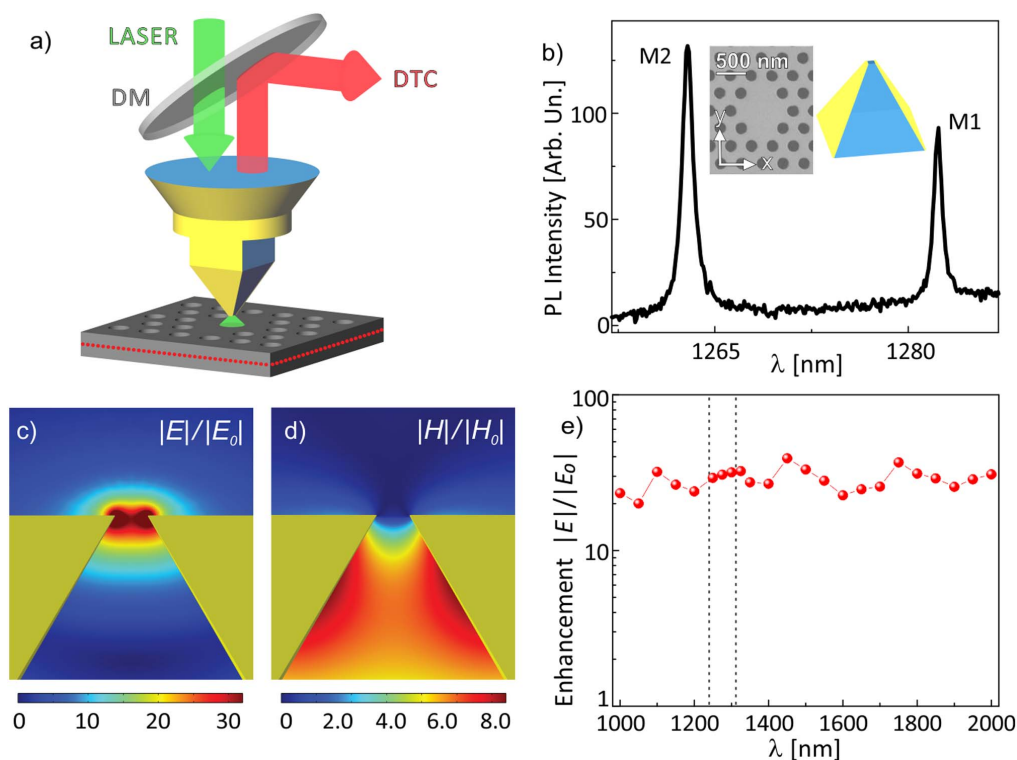 a)
LASER
DM
DTC
b)
M2
500 nm
y
x
M1
PL Intensity [Arb. Un.]
100
50
0
1265
1280
λ [nm]
c)
|E|/|E₀|
0 10 20 30
d)
|H|/|H₀|
0 2.0 4.0 6.0 8.0
e)
Enhancement |E|/|E₀|
100
10
1
1000 1200 1400 1600 1800 2000
λ [nm]